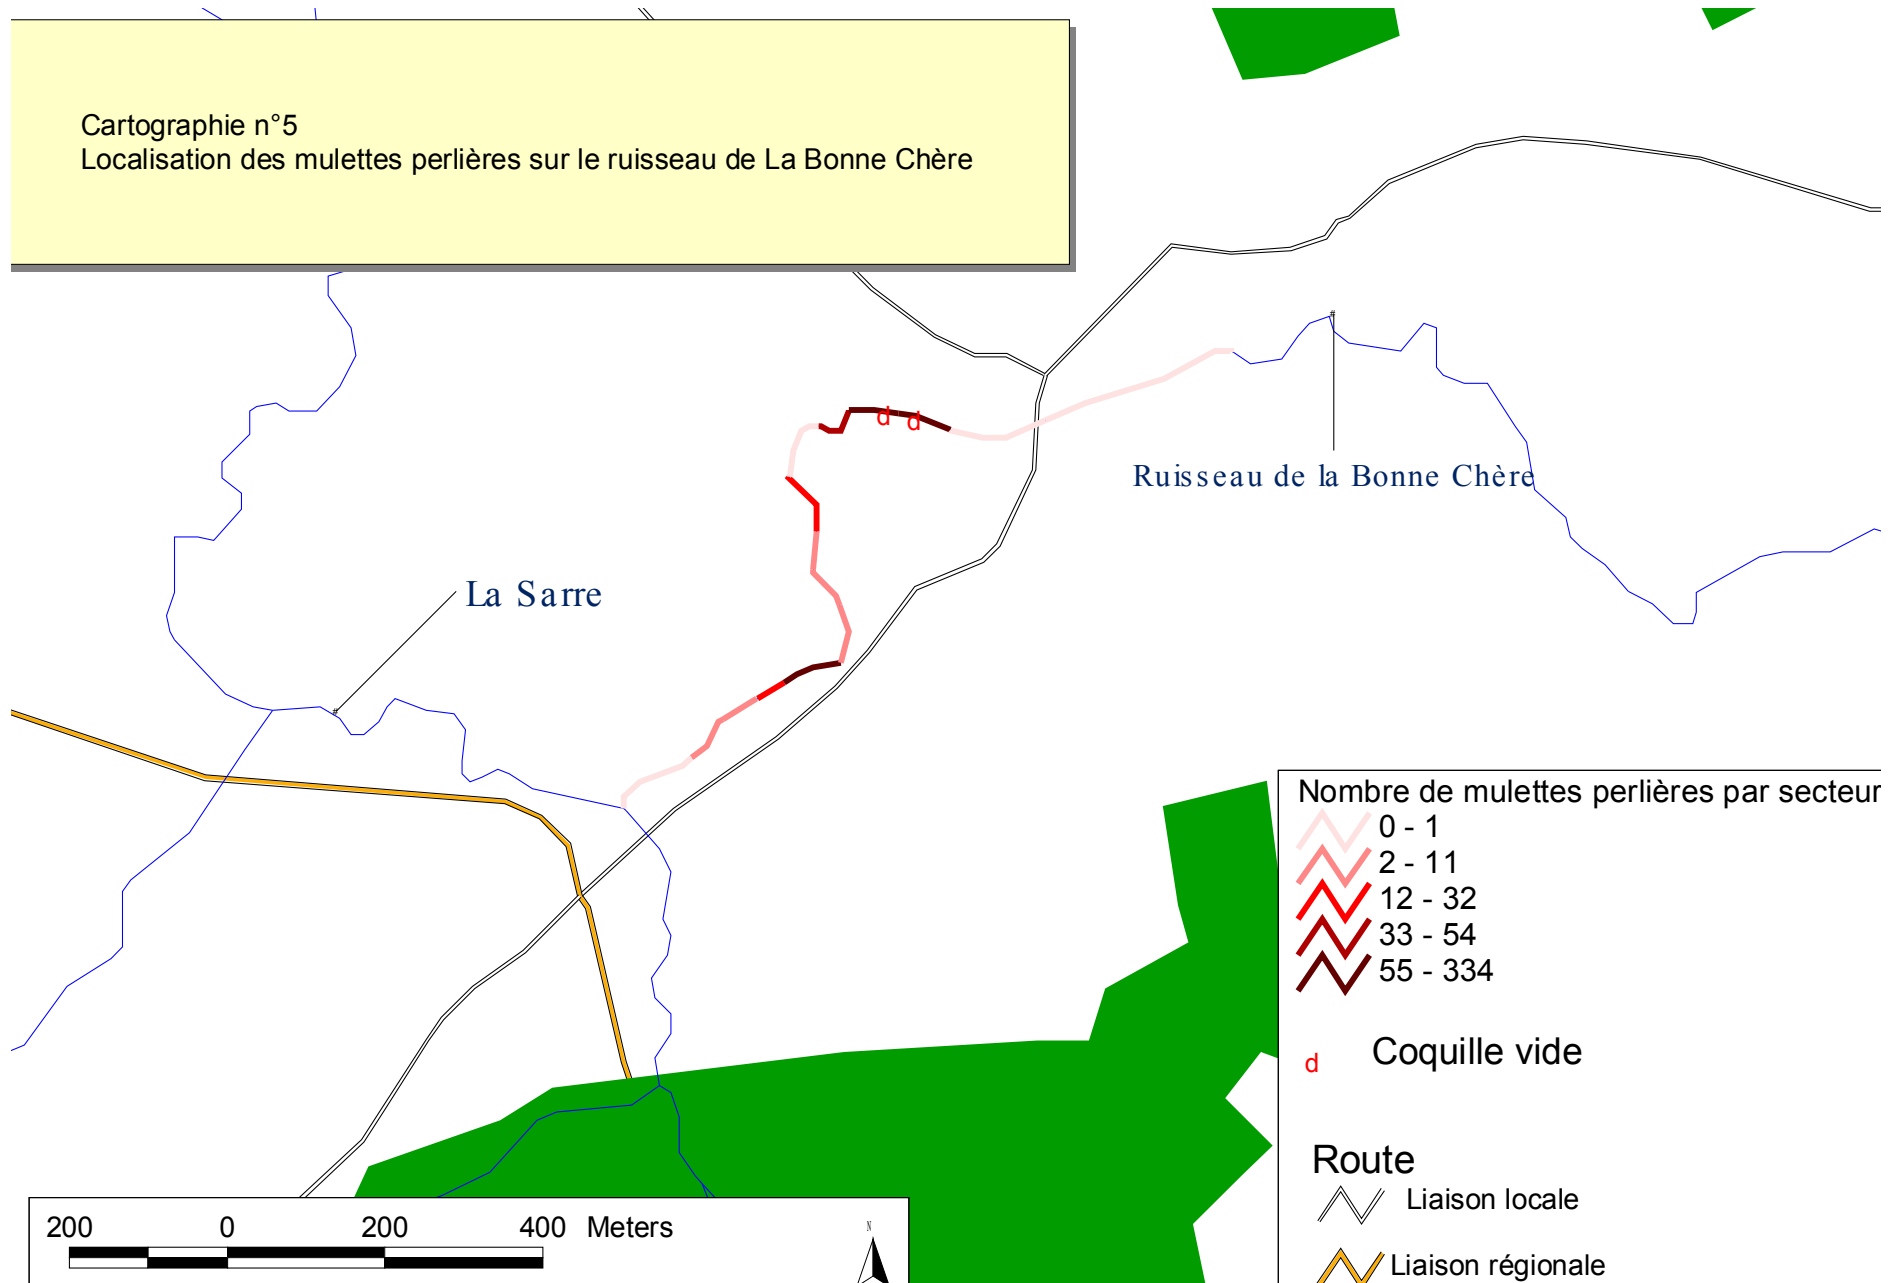 Cartographie n°5
Localisation des mulettes perlières sur le ruisseau de La Bonne Chère
d d
Ruisseau de la Bonne Chère
La Sarre
Nombre de mulettes perlières par secteur
0 - 1
2 - 11
12 - 32
33 - 54
55 - 334
d Coquille vide
Route
Liaison locale
Liaison régionale
200 0 200 400 Meters
N